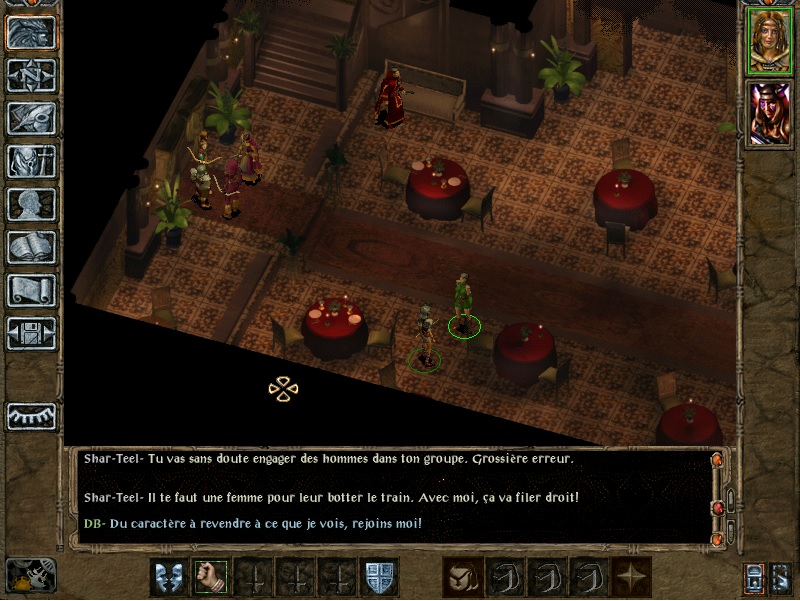 Shar-Teel- Tu vas sans doute engager des hommes dans ton groupe. Grossière erreur.
Shar-Teel- Il te faut une femme pour leur botter le train. Avec moi, ça va filer droit!
DB- Du caractère à revendre à ce que je vois, rejoins moi!